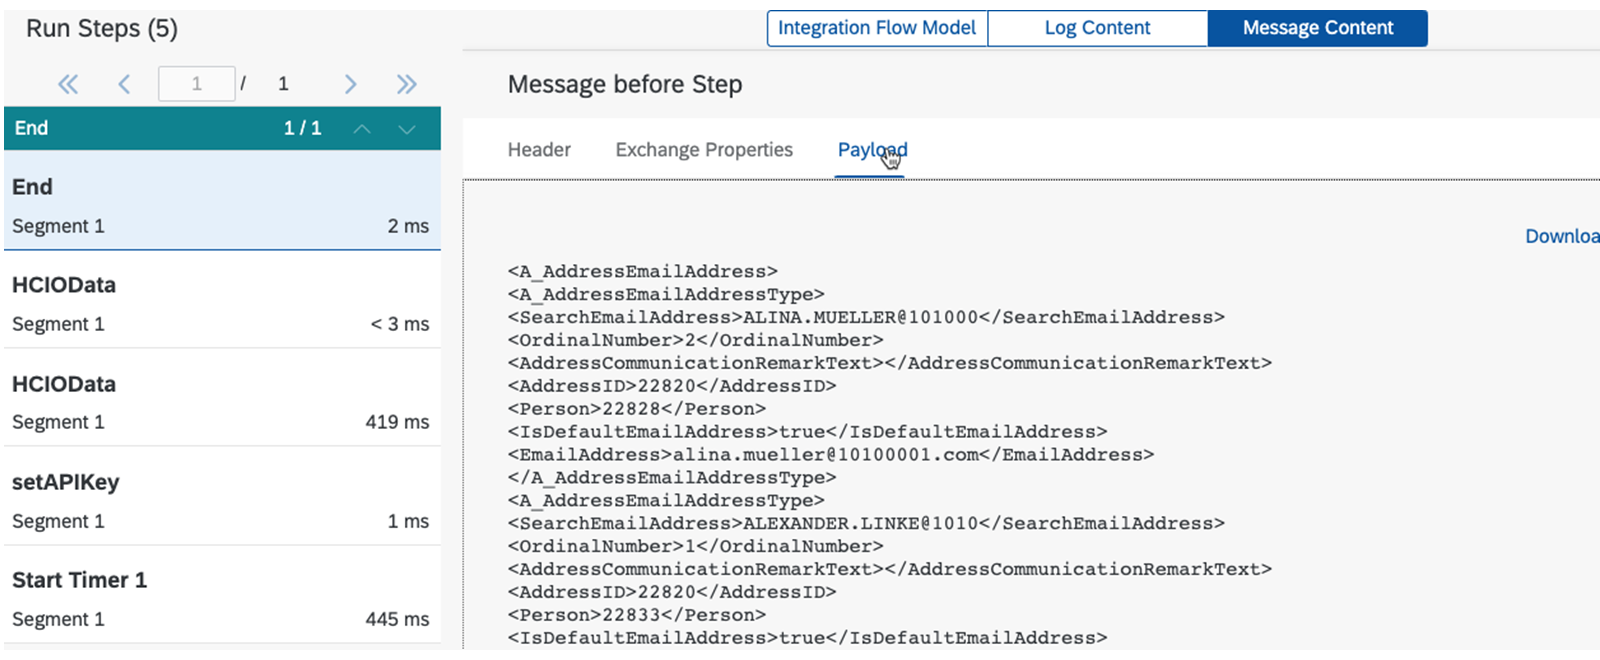 Run Steps (5)
1 / 1
End 1 / 1
End
Segment 1 2 ms
HCIOData
Segment 1 < 3 ms
HCIOData
Segment 1 419 ms
setAPIKey
Segment 1 1 ms
Start Timer 1
Segment 1 445 ms
Integration Flow Model Log Content Message Content
Message before Step
Header Exchange Properties Payload
Downloa
<A_AddressEmailAddress>
<A_AddressEmailAddressType>
<SearchEmailAddress>ALINA.MUELLER@101000</SearchEmailAddress>
<OrdinalNumber>2</OrdinalNumber>
<AddressCommunicationRemarkText></AddressCommunicationRemarkText>
<AddressID>22820</AddressID>
<Person>22828</Person>
<IsDefaultEmailAddress>true</IsDefaultEmailAddress>
<EmailAddress>alina.mueller@10100001.com</EmailAddress>
</A_AddressEmailAddressType>
<A_AddressEmailAddressType>
<SearchEmailAddress>ALEXANDER.LINKE@1010</SearchEmailAddress>
<OrdinalNumber>1</OrdinalNumber>
<AddressCommunicationRemarkText></AddressCommunicationRemarkText>
<AddressID>22820</AddressID>
<Person>22833</Person>
<IsDefaultEmailAddress>true</IsDefaultEmailAddress>